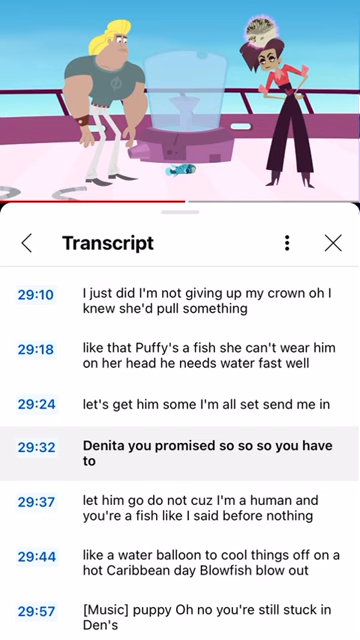 Transcript
29:10
I just did I'm not giving up my crown oh I
knew she'd pull something
29:18
like that Puffy's a fish she can't wear him
on her head he needs water fast well
29:24
let's get him some I'm all set send me in
29:32
Denita you promised so so so you have
to
29:37
let him go do not cuz I'm a human and
you're a fish like I said before nothing
29:44
like a water balloon to cool things off on a
hot Caribbean day Blowfish blow out
29:57
[Music] puppy Oh no you're still stuck in
Den's